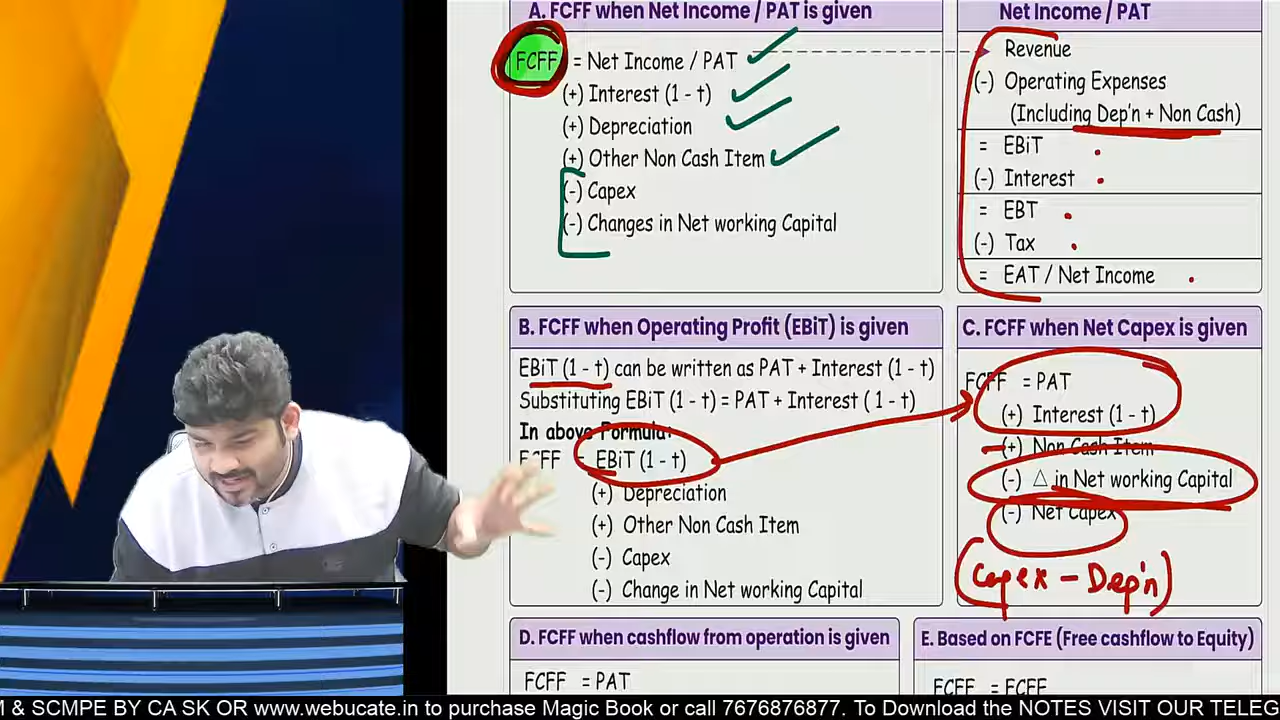 A. FCFF when Net Income / PAT is given
FCFF = Net Income / PAT
(+) Interest (1 - t)
(+) Depreciation
(+) Other Non Cash Item
(-) Capex
(-) Changes in Net working Capital
Net Income / PAT
Revenue
(-) Operating Expenses
(Including Dep'n + Non Cash)
= EBiT
(-) Interest
= EBT
(-) Tax
= EAT / Net Income
B. FCFF when Operating Profit (EBiT) is given
EBiT (1 - t) can be written as PAT + Interest (1 - t)
Substituting EBiT (1 - t) = PAT + Interest ( 1 - t)
In above Formula:
FCFF = EBiT (1 - t)
(+) Depreciation
(+) Other Non Cash Item
(-) Capex
(-) Change in Net working Capital
C. FCFF when Net Capex is given
FCFF = PAT
(+) Interest (1 - t)
(+) Non Cash Item
(-) △ in Net working Capital
(-) Net Capex
(Capex - Dep'n)
D. FCFF when cashflow from operation is given
FCFF = PAT
E. Based on FCFE (Free cashflow to Equity)
FCFF = FCFF
M & SCMPE BY CA SK OR www.webucate.in to purchase Magic Book or call 7676876877. To Download the NOTES VISIT OUR TELEG